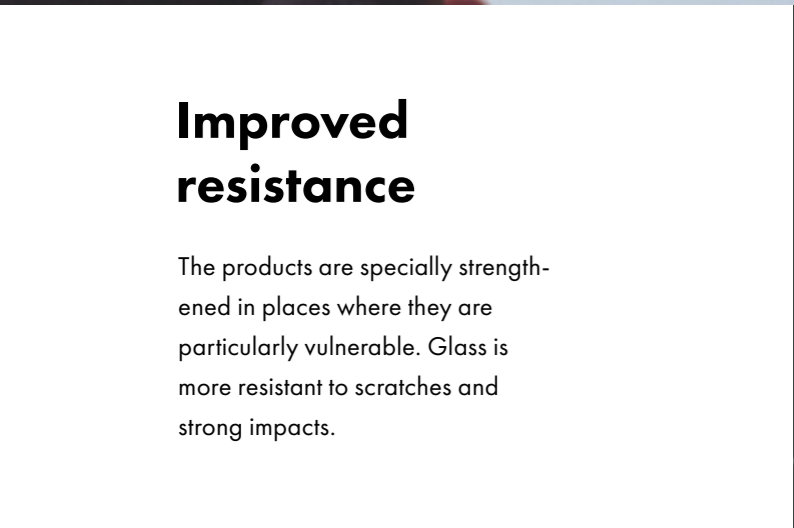 Improved
resistance
The products are specially strength-
ened in places where they are
particularly vulnerable. Glass is
more resistant to scratches and
strong impacts.